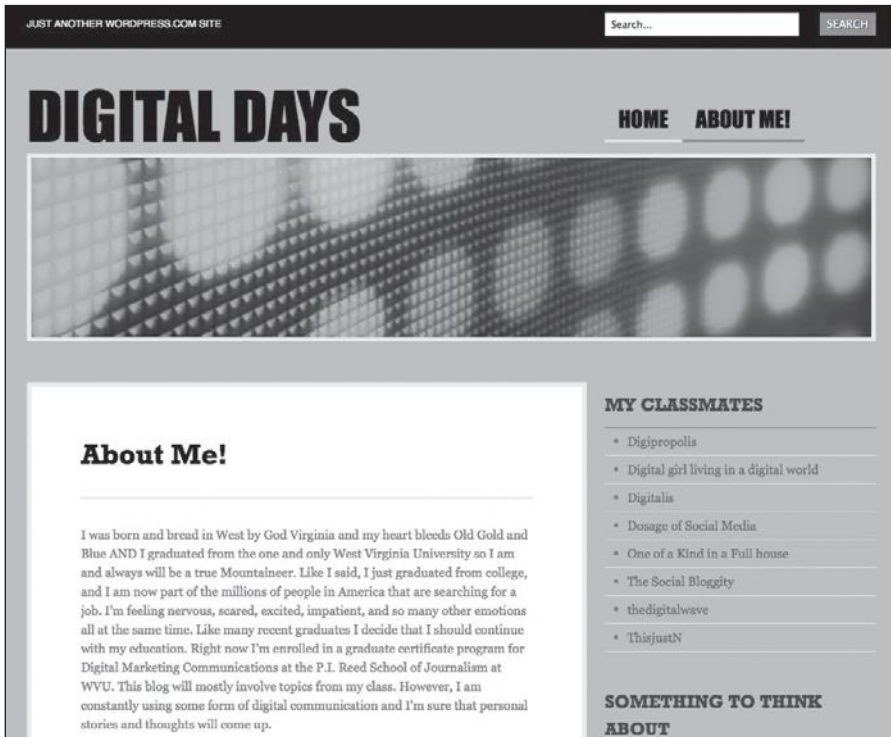 JUST ANOTHER WORDPRESS.COM SITE
Search...
SEARCH
DIGITAL DAYS
HOME
ABOUT ME!
About Me!
I was born and bread in West by God Virginia and my heart bleeds Old Gold and
Blue AND I graduated from the one and only West Virginia University so I am
and always will be a true Mountaineer. Like I said, I just graduated from college,
and I am now part of the millions of people in America that are searching for a
job. I'm feeling nervous, scared, excited, impatient, and so many other emotions
all at the same time. Like many recent graduates I decide that I should continue
with my education. Right now I'm enrolled in a graduate certificate program for
Digital Marketing Communications at the P.I. Reed School of Journalism at
WVU. This blog will mostly involve topics from my class. However, I am
constantly using some form of digital communication and I'm sure that personal
stories and thoughts will come up.
MY CLASSMATES
Digipropolis
Digital girl living in a digital world
Digitalis
Dosage of Social Media
One of a Kind in a Full house
The Social Bloggity
thedigitalwave
ThisjustN
SOMETHING TO THINK
ABOUT